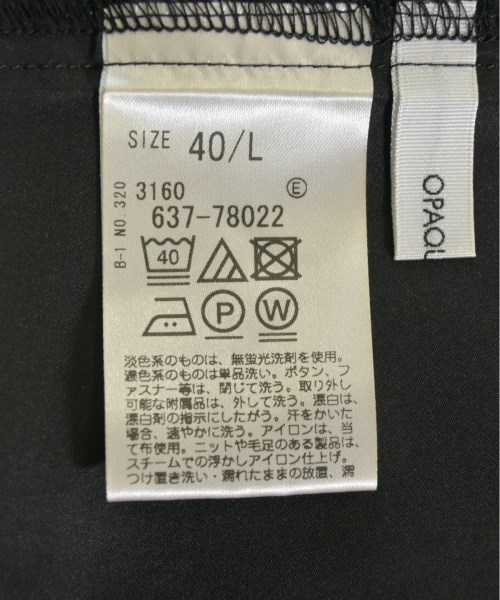 SIZE 40/L
B-1 NO.320
3160 Ⓔ
637-78022
40
P W
淡色系のものは、無蛍光洗剤を使用。
濃色系のものは単品洗い。ボタン、フ
ァスナー等は、閉じて洗う。取り外し
可能な附属品は、外して洗う。漂白は、
漂白剤の指示にしたがう。汗をかいた
場合、速やかに洗う。アイロンは、当
て布使用。ニットや毛足のある製品は、
スチームでの浮かしアイロン仕上げ。
つけ置き洗い・濡れたままの放置、濡
OPAQU